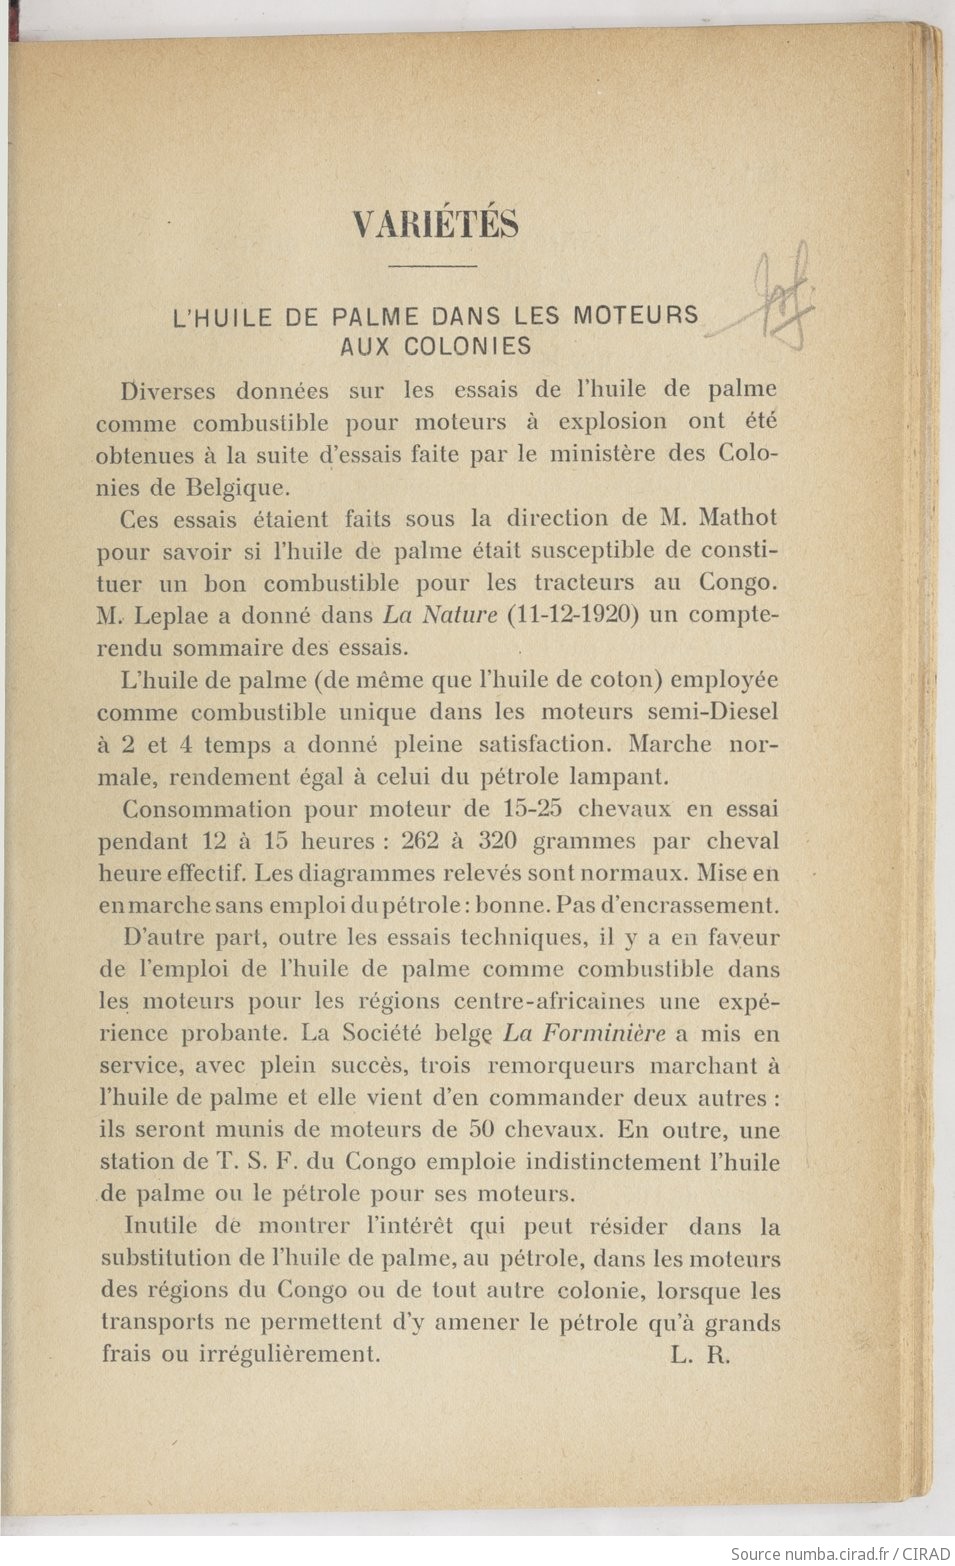 VARIÉTÉS
L'HUILE DE PALME DANS LES MOTEURS
AUX COLONIES
Diverses données sur les essais de l'huile de palme
comme combustible pour moteurs à explosion ont été
obtenues à la suite d'essais faite par le ministère des Colo-
nies de Belgique.
Ces essais étaient faits sous la direction de M. Mathot
pour savoir si l'huile de palme était susceptible de consti-
tuer un bon combustible pour les tracteurs au Congo.
M. Leplae a donné dans La Nature (11-12-1920) un compte-
rendu sommaire des essais.
L'huile de palme (de même que l'huile de coton) employée
comme combustible unique dans les moteurs semi-Diesel
à 2 et 4 temps a donné pleine satisfaction. Marche nor-
male, rendement égal à celui du pétrole lampant.
Consommation pour moteur de 15-25 chevaux en essai
pendant 12 à 15 heures : 262 à 320 grammes par cheval
heure effectif. Les diagrammes relevés sont normaux. Mise en
en marche sans emploi du pétrole : bonne. Pas d'encrassement.
D'autre part, outre les essais techniques, il y a en faveur
de l'emploi de l'huile de palme comme combustible dans
les moteurs pour les régions centre-africaines une expé-
rience probante. La Société belge La Forminière a mis en
service, avec plein succès, trois remorqueurs marchant à
l'huile de palme et elle vient d'en commander deux autres :
ils seront munis de moteurs de 50 chevaux. En outre, une
station de T. S. F. du Congo emploie indistinctement l'huile
de palme ou le pétrole pour ses moteurs.
Inutile de montrer l'intérêt qui peut résider dans la
substitution de l'huile de palme, au pétrole, dans les moteurs
des régions du Congo ou de tout autre colonie, lorsque les
transports ne permettent d'y amener le pétrole qu'à grands
frais ou irrégulièrement. L. R.
Source numba.cirad.fr / CIRAD